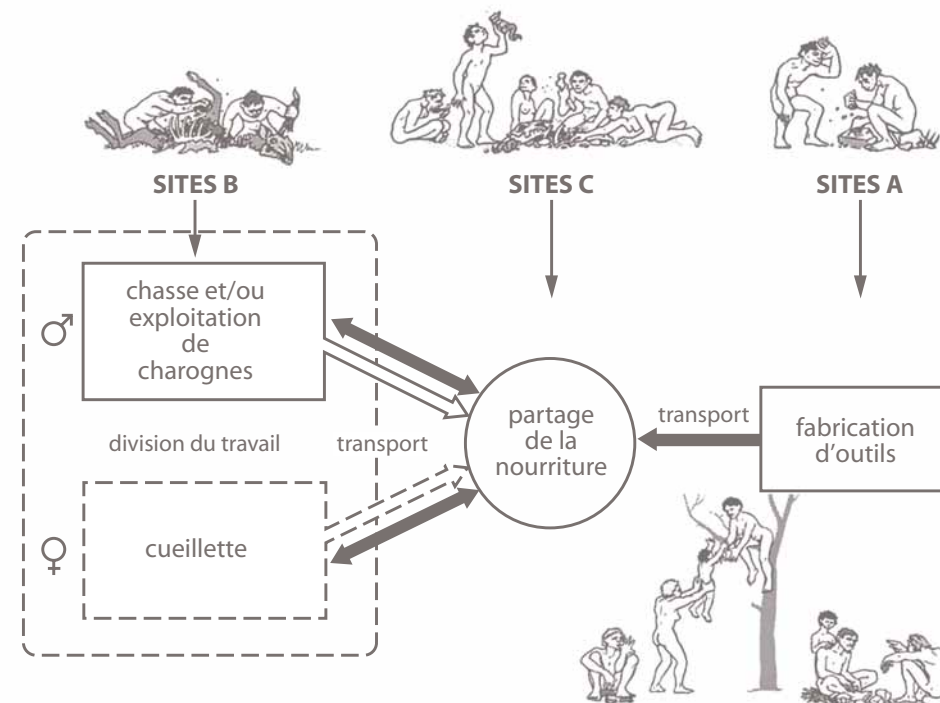 SITES B
SITES C
SITES A
♂
chasse et/ou
exploitation
de
charognes
division du travail
transport
♀
cueillette
partage
de la
nourriture
transport
fabrication
d’outils